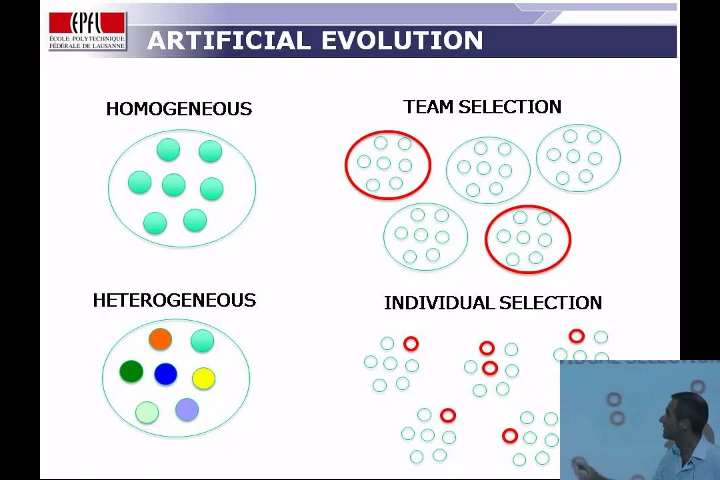 EPFL
ÉCOLE POLYTECHNIQUE
FÉDÉRALE DE LAUSANNE
ARTIFICIAL EVOLUTION
HOMOGENEOUS
TEAM SELECTION
HETEROGENEOUS
INDIVIDUAL SELECTION